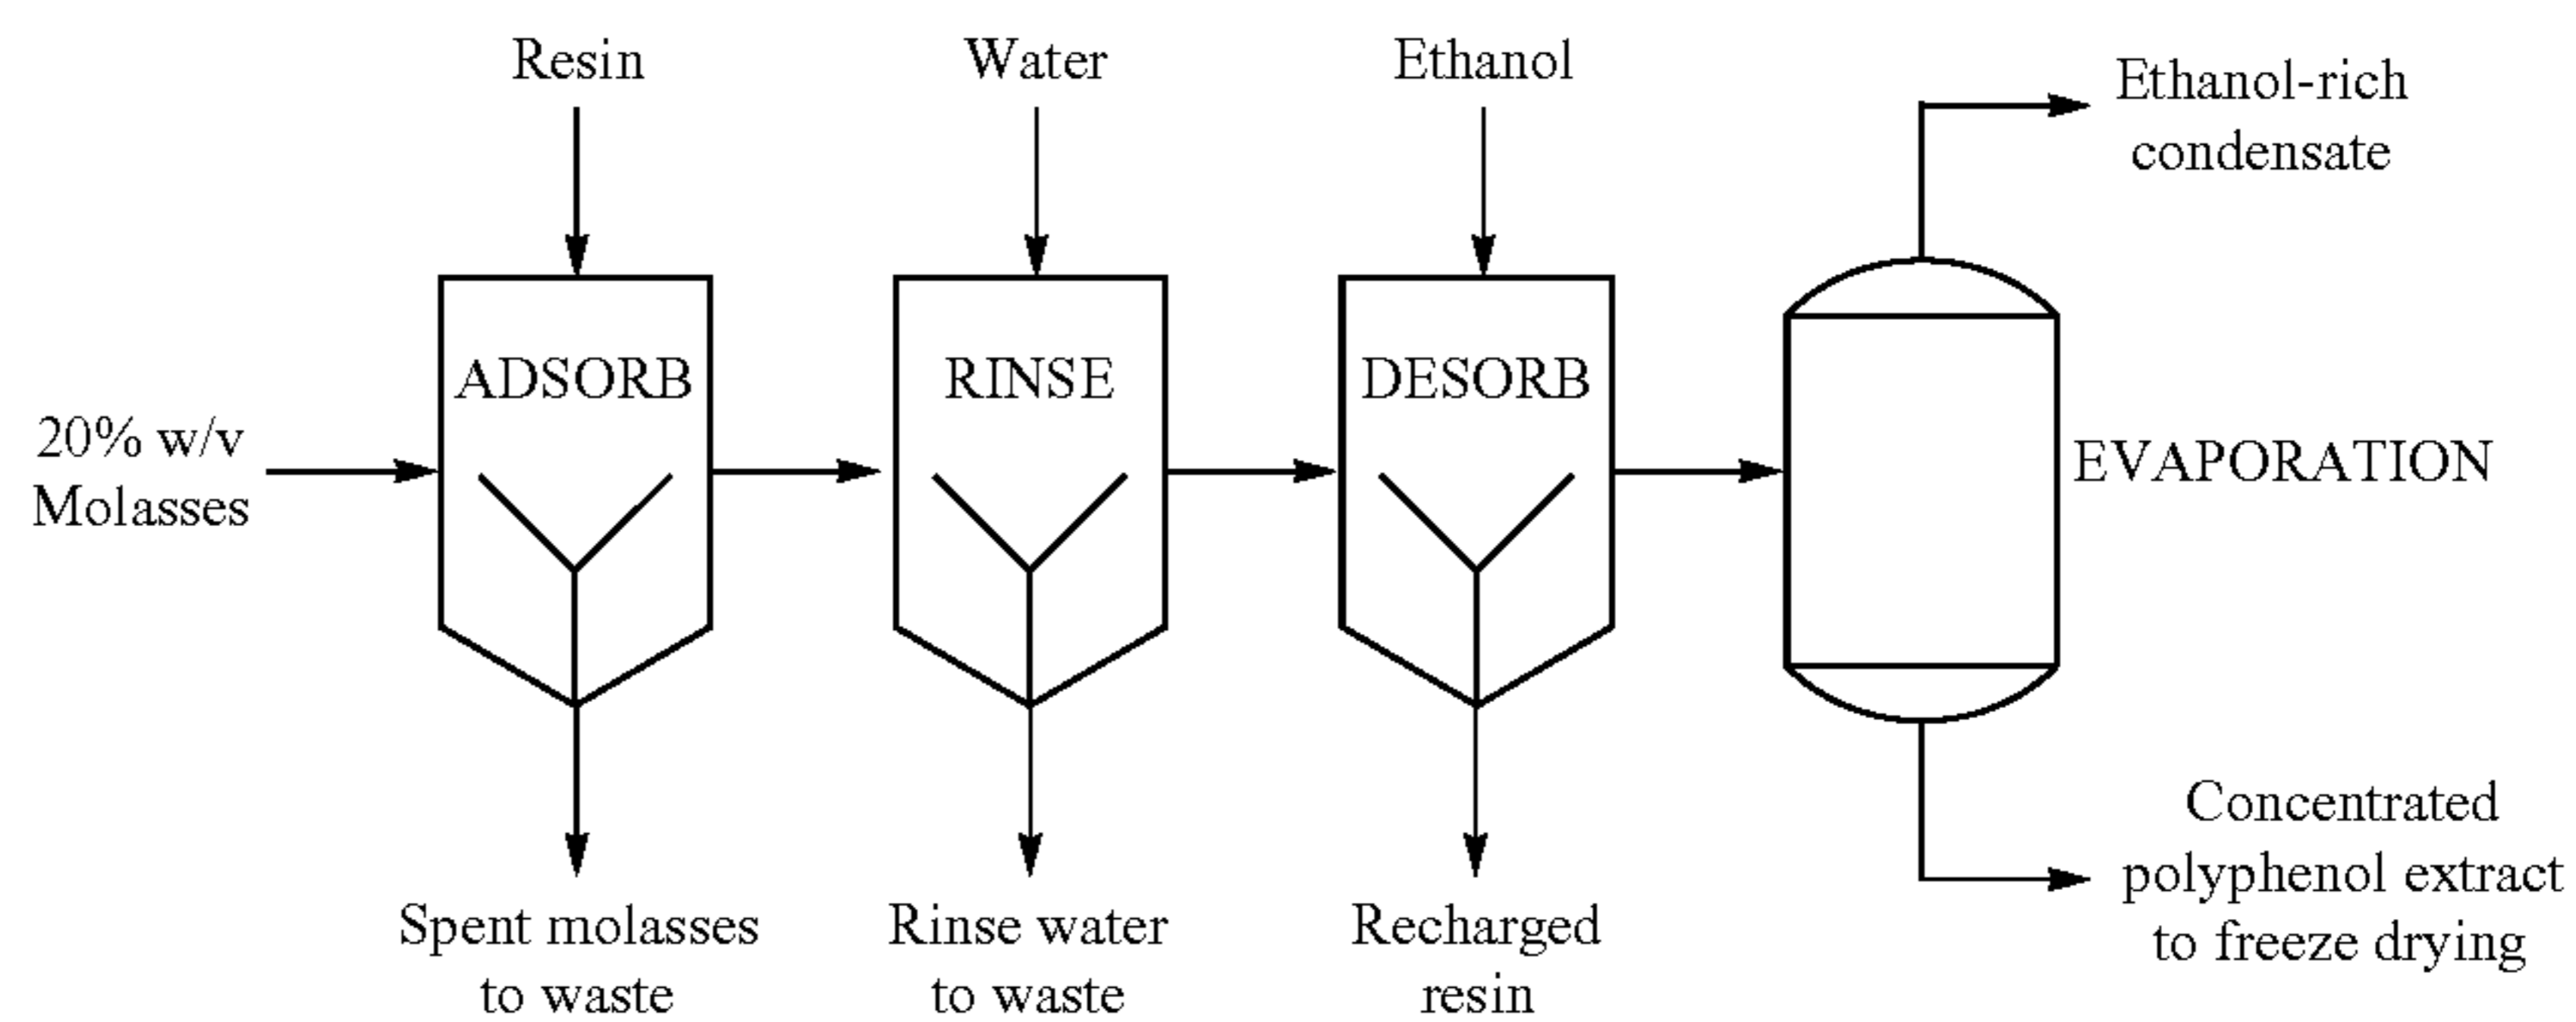 Resin
Water
Ethanol
Ethanol-rich
condensate
ADSORB
RINSE
DESORB
20% w/v
Molasses
EVAPORATION
Spent molasses
to waste
Rinse water
to waste
Recharged
resin
Concentrated
polyphenol extract
to freeze drying